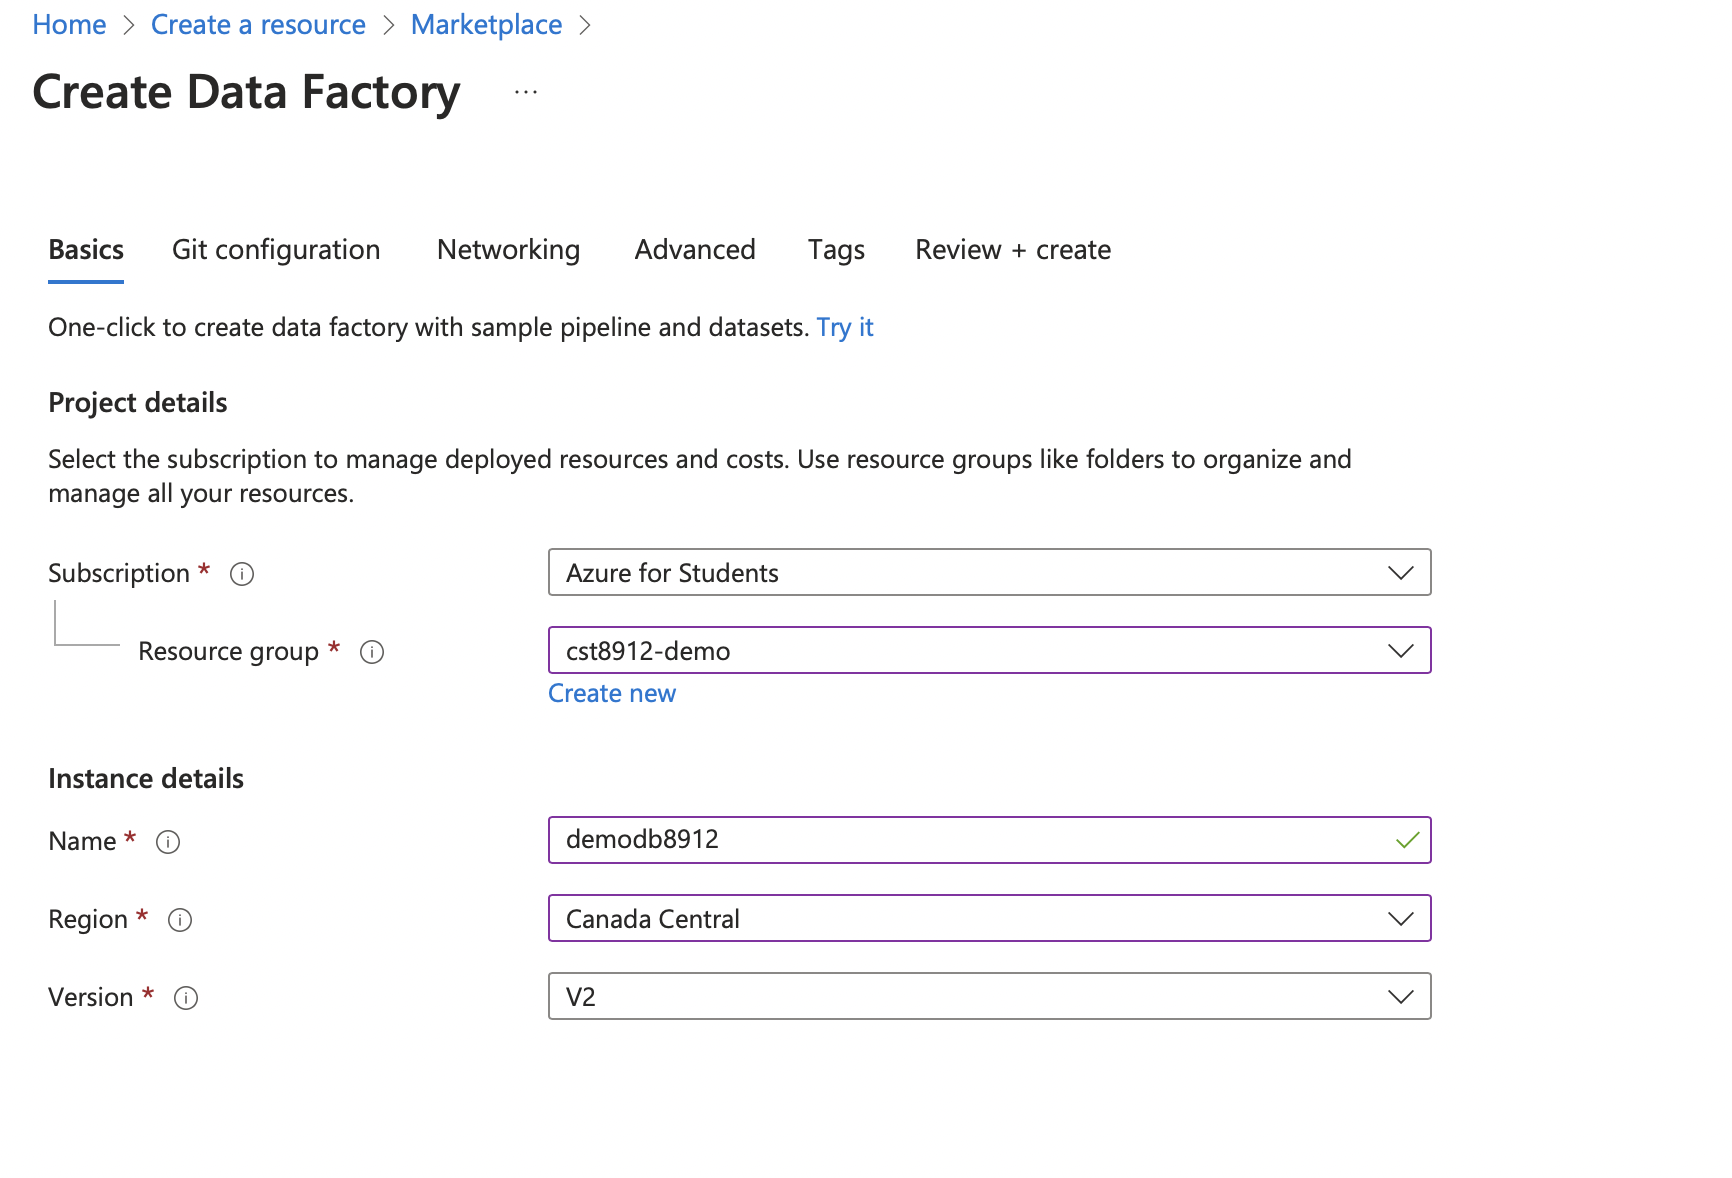 Home > Create a resource > Marketplace >
Create Data Factory ...
Basics Git configuration Networking Advanced Tags Review + create
One-click to create data factory with sample pipeline and datasets. Try it
Project details
Select the subscription to manage deployed resources and costs. Use resource groups like folders to organize and
manage all your resources.
Subscription * Azure for Students
Resource group * cst8912-demo
Create new
Instance details
Name * demodb8912
Region * Canada Central
Version * V2